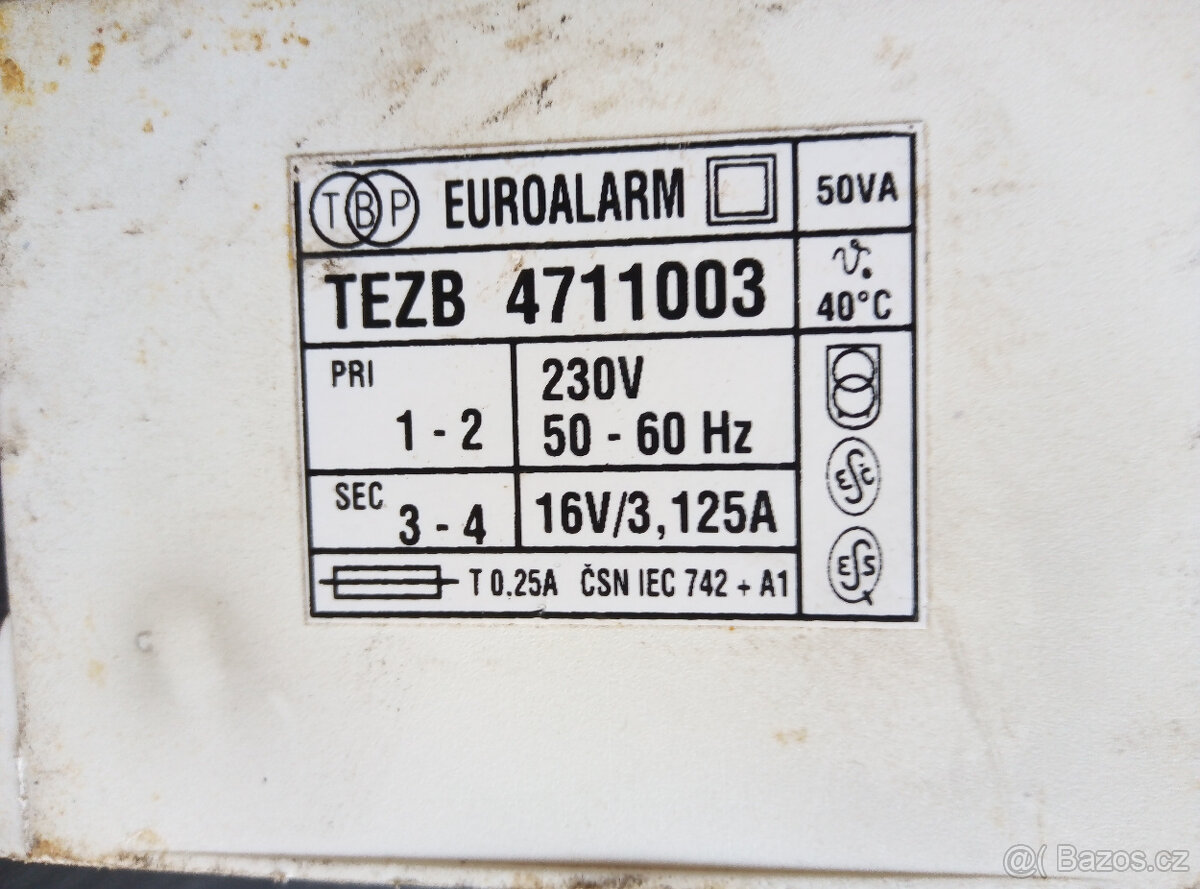 TBP EUROALARM 50VA
TEZB 4711003
ϑ.
40°C
PRI
1 - 2
230V
50 - 60 Hz
SEC
3 - 4
16V/3,125A
T 0.25A ČSN IEC 742 + A1
ESČ
@( Bazos.cz